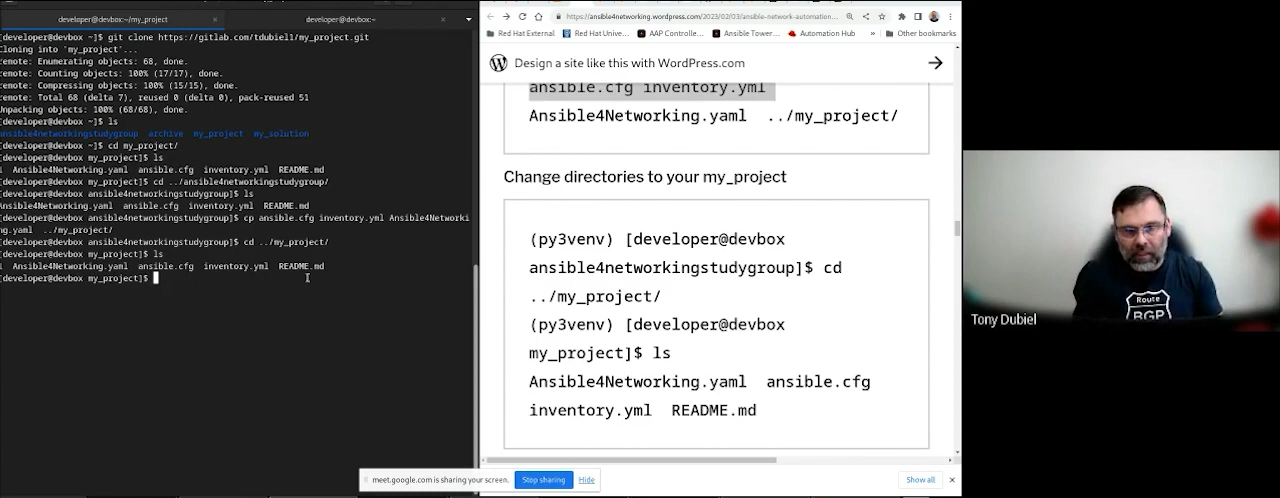 developer@devbox:~/my_project
developer@devbox:~
[developer@devbox ~]$ git clone https://gitlab.com/tdubiel1/my_project.git
Cloning into 'my_project'...
remote: Enumerating objects: 68, done.
remote: Counting objects: 100% (17/17), done.
remote: Compressing objects: 100% (15/15), done.
remote: Total 68 (delta 7), reused 0 (delta 0), pack-reused 51
Unpacking objects: 100% (68/68), done.
[developer@devbox ~]$ ls
ansible4networkingstudygroup archive my_project my_solution
[developer@devbox ~]$ cd my_project/
[developer@devbox my_project]$ ls
Ansible4Networking.yaml ansible.cfg inventory.yml README.md
[developer@devbox my_project]$ cd ../ansible4networkingstudygroup/
[developer@devbox ansible4networkingstudygroup]$ ls
Ansible4Networking.yaml ansible.cfg inventory.yml README.md
[developer@devbox ansible4networkingstudygroup]$ cp ansible.cfg inventory.yml Ansible4Networki
ng.yaml ../my_project/
[developer@devbox ansible4networkingstudygroup]$ cd ../my_project/
[developer@devbox my_project]$ ls
Ansible4Networking.yaml ansible.cfg inventory.yml README.md
[developer@devbox my_project]$
https://ansible4networking.wordpress.com/2023/02/03/ansible-network-automation...
Red Hat External
Red Hat Unive...
AAP Controlle...
Ansible Tower...
Automation Hub
»
Other bookmarks
Design a site like this with WordPress.com
ansible.cfg inventory.yml
Ansible4Networking.yaml ../my_project/
Change directories to your my_project
(py3venv) [developer@devbox
ansible4networkingstudygroup]$ cd
../my_project/
(py3venv) [developer@devbox
my_project]$ ls
Ansible4Networking.yaml ansible.cfg
inventory.yml README.md
meet.google.com is sharing your screen.
Stop sharing
Hide
Show all
Route
BGP
Tony Dubiel